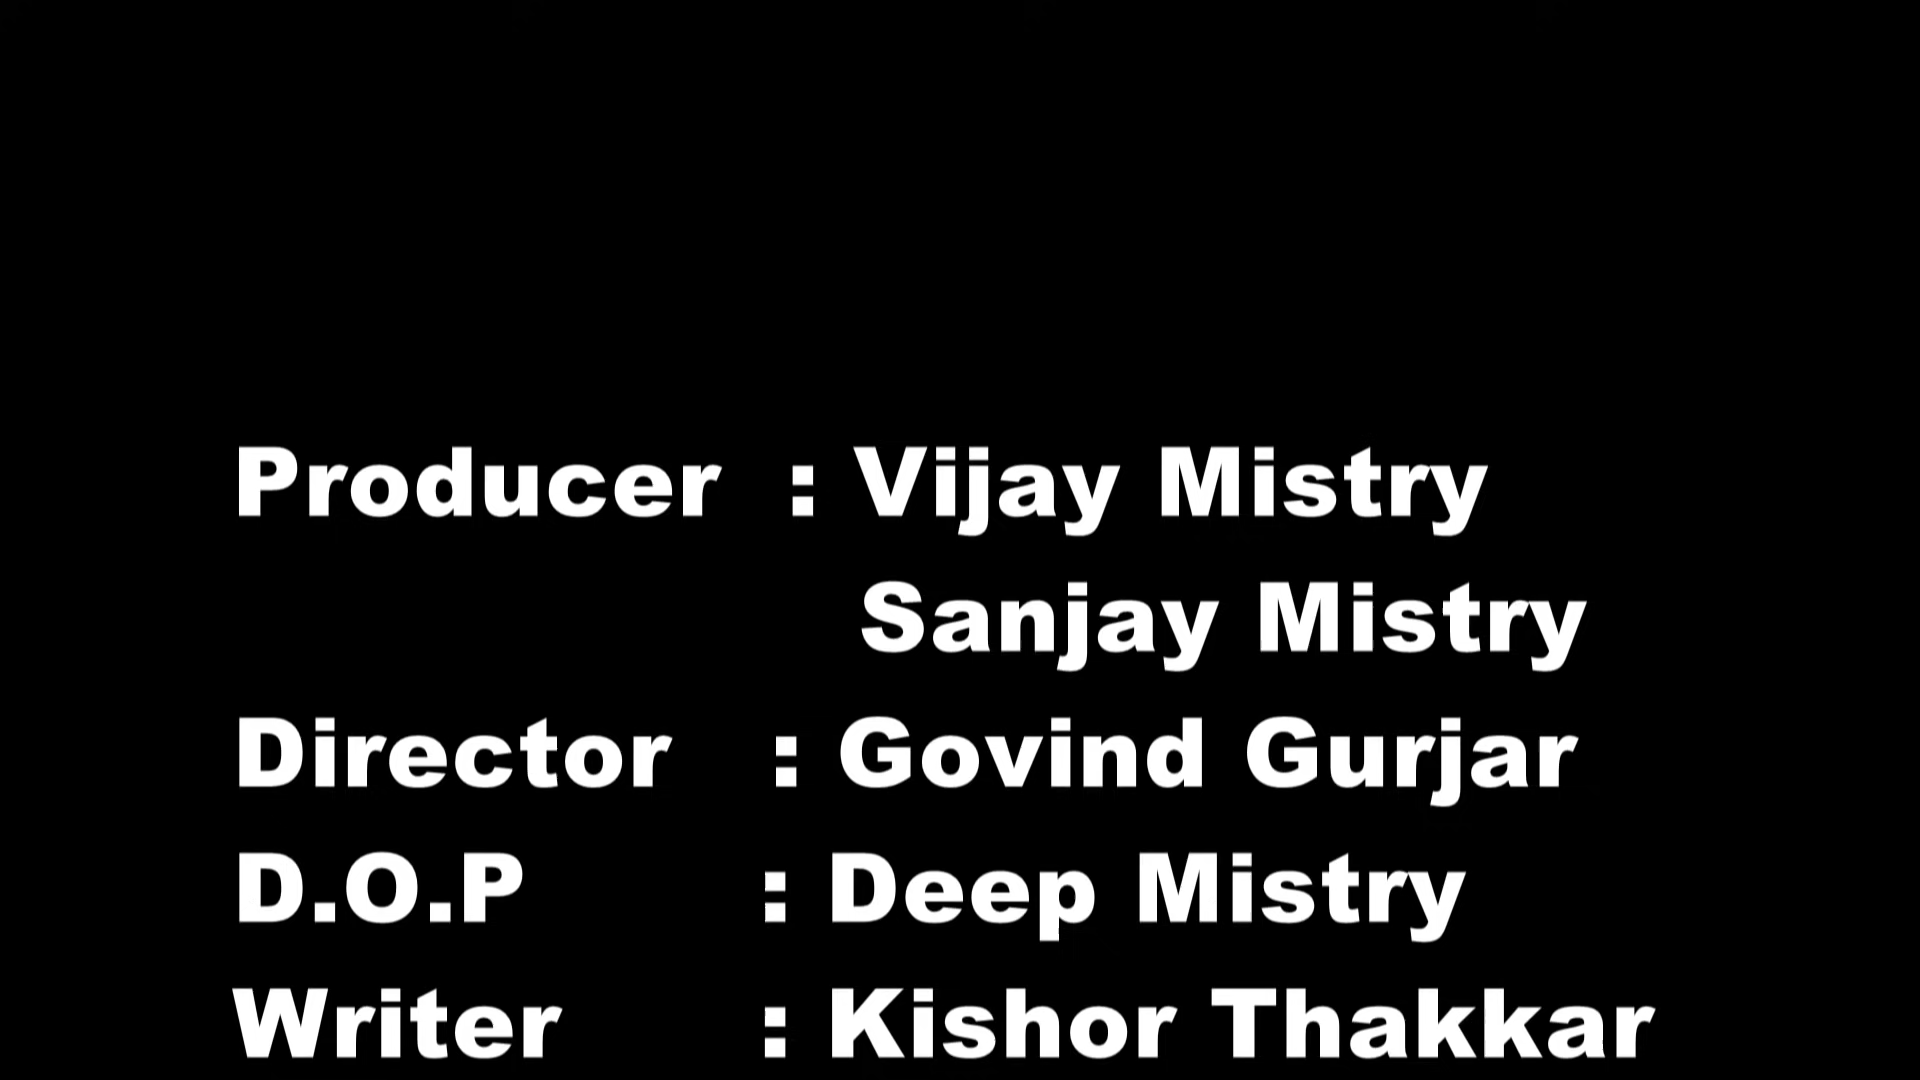 Producer : Vijay Mistry
Sanjay Mistry
Director : Govind Gurjar
D.O.P : Deep Mistry
Writer : Kishor Thakkar